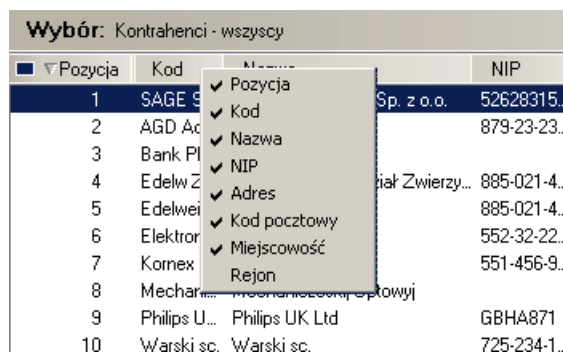 Wybór: Kontrahenci - wszyscy
Pozycja Kod Nazwa NIP
1 SAGE S Sp. z o.o. 52628315..
2 AGD Ad 879-23-23..
3 Bank
4 Edelw Z iał Zwierzy... 885-021-4..
5 Edelwei 885-021-4..
6 Elektror 552-32-22..
7 Kornex 551-456-9..
8 Mechani...
9 Philips U... Philips UK Ltd GBHA871
10 Warski sc. Warski sc. 725-234-1..
Pozycja
Kod
Nazwa
NIP
Adres
Kod pocztowy
Miejscowość
Rejon